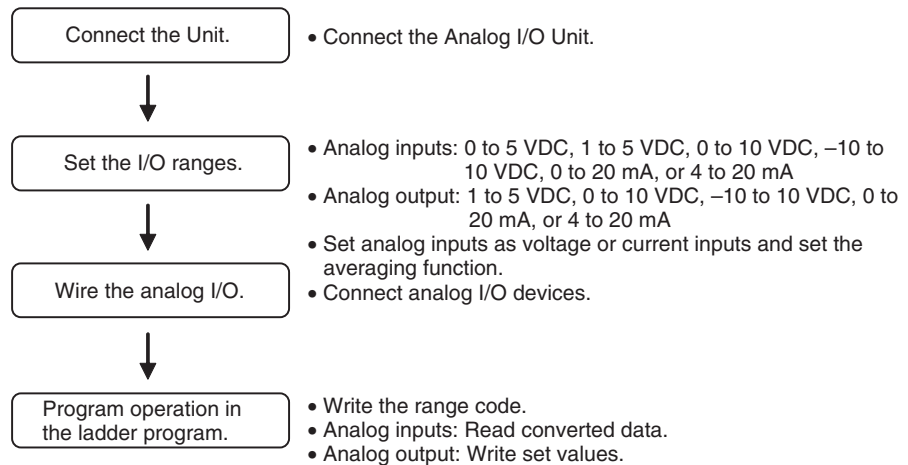 Connect the Unit.
• Connect the Analog I/O Unit.
Set the I/O ranges.
• Analog inputs: 0 to 5 VDC, 1 to 5 VDC, 0 to 10 VDC, –10 to
10 VDC, 0 to 20 mA, or 4 to 20 mA
• Analog output: 1 to 5 VDC, 0 to 10 VDC, –10 to 10 VDC, 0 to
20 mA, or 4 to 20 mA
• Set analog inputs as voltage or current inputs and set the
averaging function.
Wire the analog I/O.
• Connect analog I/O devices.
Program operation in
the ladder program.
• Write the range code.
• Analog inputs: Read converted data.
• Analog output: Write set values.